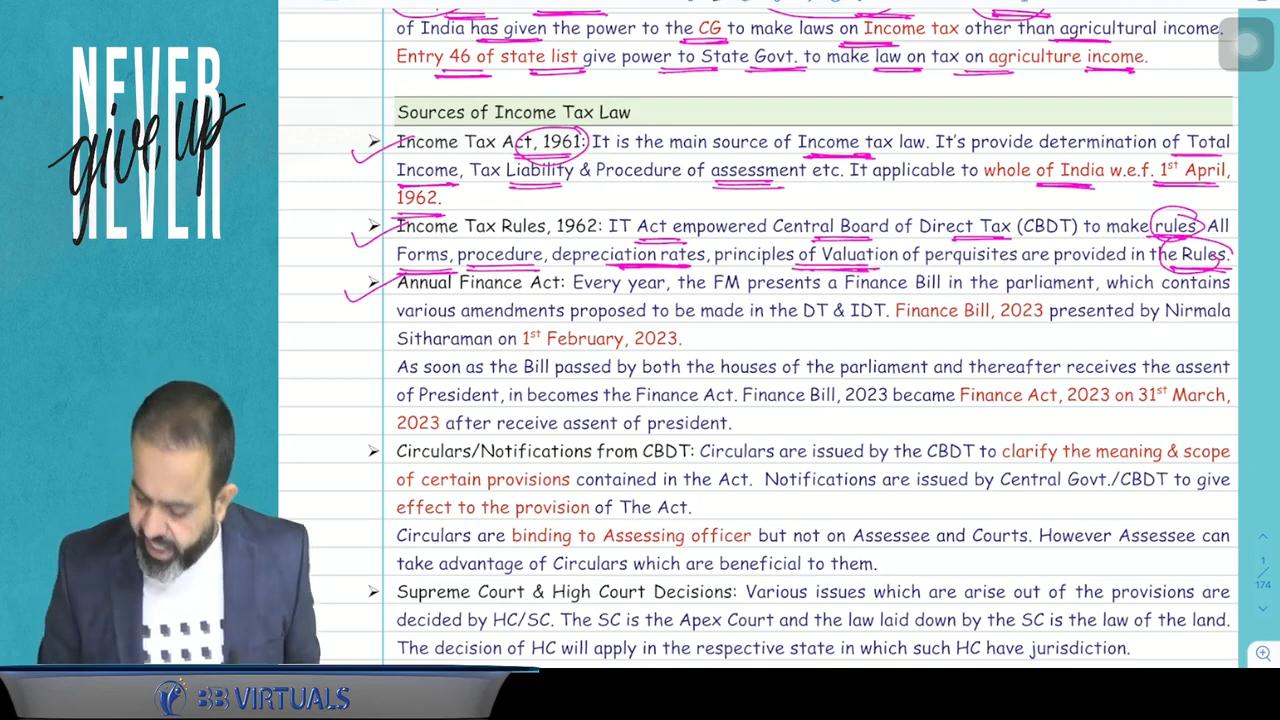 NEVER
give up
NEVER
of India has given the power to the CG to make laws on Income tax other than agricultural income.
Entry 46 of state list give power to State Govt. to make law on tax on agriculture income.
Sources of Income Tax Law
➢ Income Tax Act, 1961: It is the main source of Income tax law. It's provide determination of Total
Income, Tax Liability & Procedure of assessment etc. It applicable to whole of India w.e.f. 1st April,
1962.
➢ Income Tax Rules, 1962: IT Act empowered Central Board of Direct Tax (CBDT) to make rules. All
Forms, procedure, depreciation rates, principles of Valuation of perquisites are provided in the Rules.
➢ Annual Finance Act: Every year, the FM presents a Finance Bill in the parliament, which contains
various amendments proposed to be made in the DT & IDT. Finance Bill, 2023 presented by Nirmala
Sitharaman on 1st February, 2023.
As soon as the Bill passed by both the houses of the parliament and thereafter receives the assent
of President, in becomes the Finance Act. Finance Bill, 2023 became Finance Act, 2023 on 31st March,
2023 after receive assent of president.
➢ Circulars/Notifications from CBDT: Circulars are issued by the CBDT to clarify the meaning & scope
of certain provisions contained in the Act. Notifications are issued by Central Govt./CBDT to give
effect to the provision of The Act.
Circulars are binding to Assessing officer but not on Assessee and Courts. However Assessee can
take advantage of Circulars which are beneficial to them.
➢ Supreme Court & High Court Decisions: Various issues which are arise out of the provisions are
decided by HC/SC. The SC is the Apex Court and the law laid down by the SC is the law of the land.
The decision of HC will apply in the respective state in which such HC have jurisdiction.
1
174
BB VIRTUALS